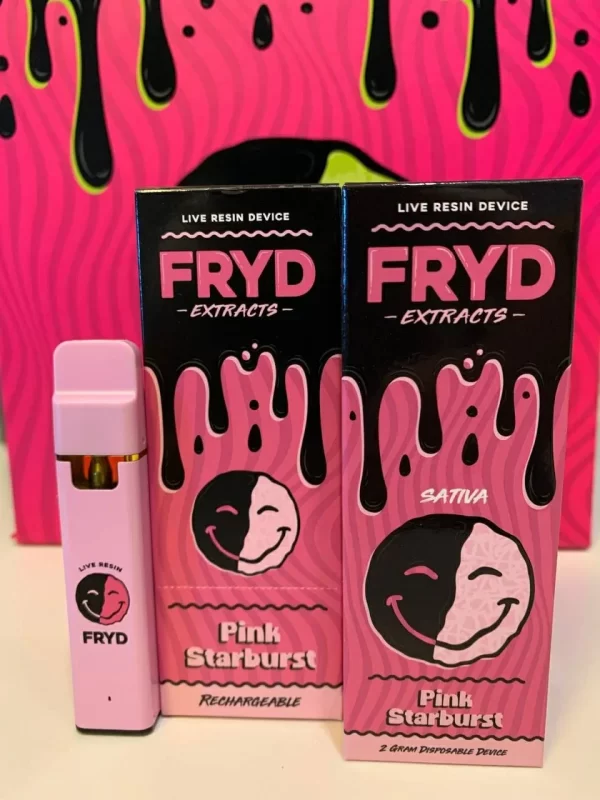 LIVE RESIN DEVICE
FRYD
- EXTRACTS -
Pink
Starburst
RECHARGEABLE
LIVE RESIN DEVICE
FRYD
- EXTRACTS -
SATIVA
Pink
Starburst
2 GRAM DISPOSABLE DEVICE
LIVE RESIN
FRYD